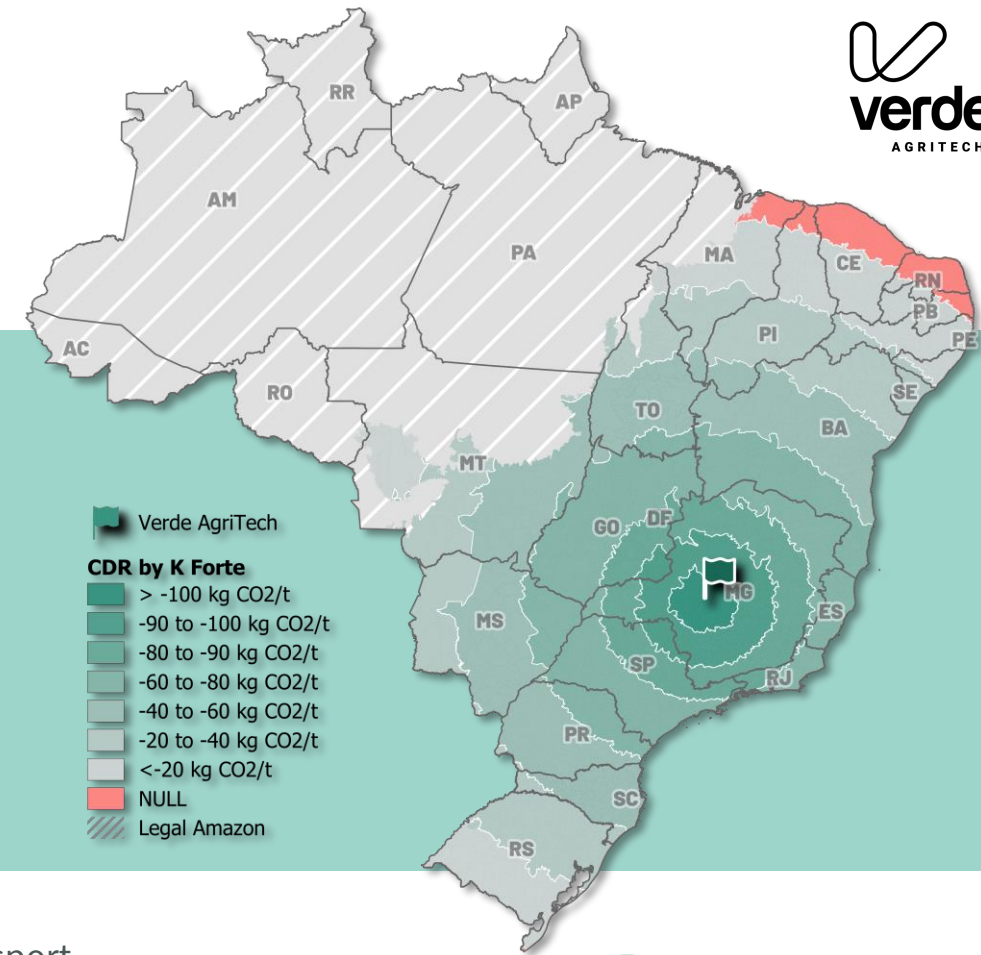 verde
AGRITECH
RR
AP
AM
PA
MA
CE
RN
PB
PE
AC
PI
SE
RO
TO
BA
MT
GO
DF
MG
ES
MS
SP
RJ
PR
SC
RS
Verde AgriTech
CDR by K Forte
> -100 kg CO2/t
-90 to -100 kg CO2/t
-80 to -90 kg CO2/t
-60 to -80 kg CO2/t
-40 to -60 kg CO2/t
-20 to -40 kg CO2/t
<-20 kg CO2/t
NULL
Legal Amazon